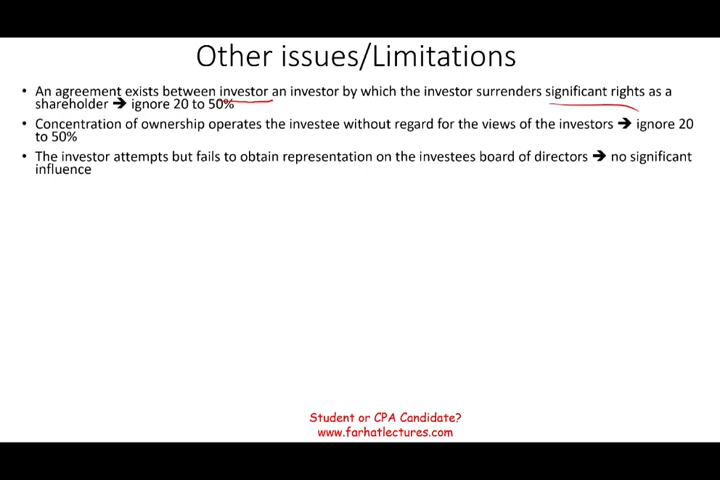 Other issues/Limitations
• An agreement exists between investor an investor by which the investor surrenders significant rights as a
shareholder ➔ ignore 20 to 50%
• Concentration of ownership operates the investee without regard for the views of the investors ➔ ignore 20
to 50%
• The investor attempts but fails to obtain representation on the investees board of directors ➔ no significant
influence
Student or CPA Candidate?
www.farhatlectures.com